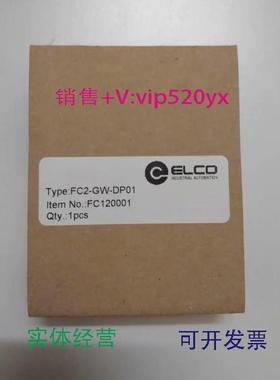 销售+V:vip520yx
ELCO
INDUSTRIAL AUTOMATION
Type:FC2-GW-DP01
Item No.:FC120001
Qty.:1pcs
实体经营
可开发票